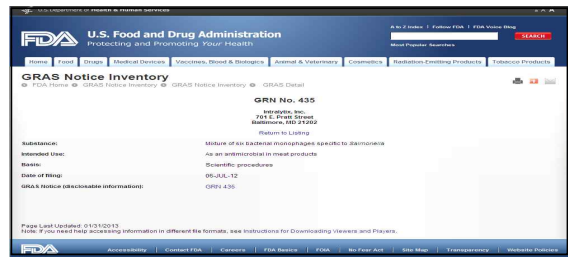 U.S. Department of Health & Human Services
A to Z Index | Follow FDA | FDA Voice Blog
FDA U.S. Food and Drug Administration
Protecting and Promoting Your Health
SEARCH
Most Popular Searches
Home Food Drugs Medical Devices Vaccines, Blood & Biologics Animal & Veterinary Cosmetics Radiation-Emitting Products Tobacco Products
GRAS Notice Inventory
FDA Home GRAS Notice Inventory GRAS Notice Inventory GRAS Detail
GRN No. 435
Intralytix, Inc.
701 E. Pratt Street
Baltimore, MD 21202
Return to Listing
Substance: Mixture of six bacterial monophages specific to Salmonella
Intended Use: As an antimicrobial in meat products
Basis: Scientific procedures
Date of filing: 05-JUL-12
GRAS Notice (disclosable information): GRN 435
Page Last Updated: 01/31/2013
Note: If you need help accessing information in different file formats, see Instructions for Downloading Viewers and Players.
FDA Accessibility | Contact FDA | Careers | FDA Basics | FOIA | No Fear Act | Site Map | Transparency | Website Policies